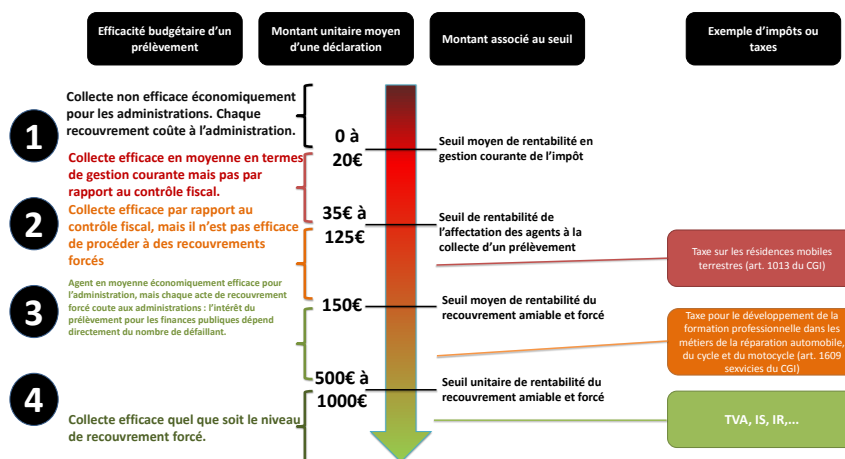 Efficacité budgétaire d'un
prélèvement
Montant unitaire moyen
d'une déclaration
Montant associé au seuil
Exemple d'impôts ou
taxes
1
Collecte non efficace économiquement
pour les administrations. Chaque
recouvrement coûte à l'administration.
0 à
20€
Seuil moyen de rentabilité en
gestion courante de l'impôt
Collecte efficace en moyenne en termes
de gestion courante mais pas par
rapport au contrôle fiscal.
2
35€ à
125€
Seuil de rentabilité de
l'affectation des agents à la
collecte d'un prélèvement
Collecte efficace par rapport au
contrôle fiscal, mais il n'est pas efficace
de procéder à des recouvrements
forcés
Taxe sur les résidences mobiles
terrestres (art. 1013 du CGI)
3
Agent en moyenne économiquement efficace pour
l'administration, mais chaque acte de recouvrement
forcé coute aux administrations : l'intérêt du
prélèvement pour les finances publiques dépend
directement du nombre de défaillant.
150€
Seuil moyen de rentabilité du
recouvrement amiable et forcé
Taxe pour le développement de la
formation professionnelle dans les
métiers de la réparation automobile,
du cycle et du motocycle (art. 1609
sexvicies du CGI)
4
500€ à
1000€
Seuil unitaire de rentabilité du
recouvrement amiable et forcé
Collecte efficace quel que soit le niveau
de recouvrement forcé.
TVA, IS, IR,...